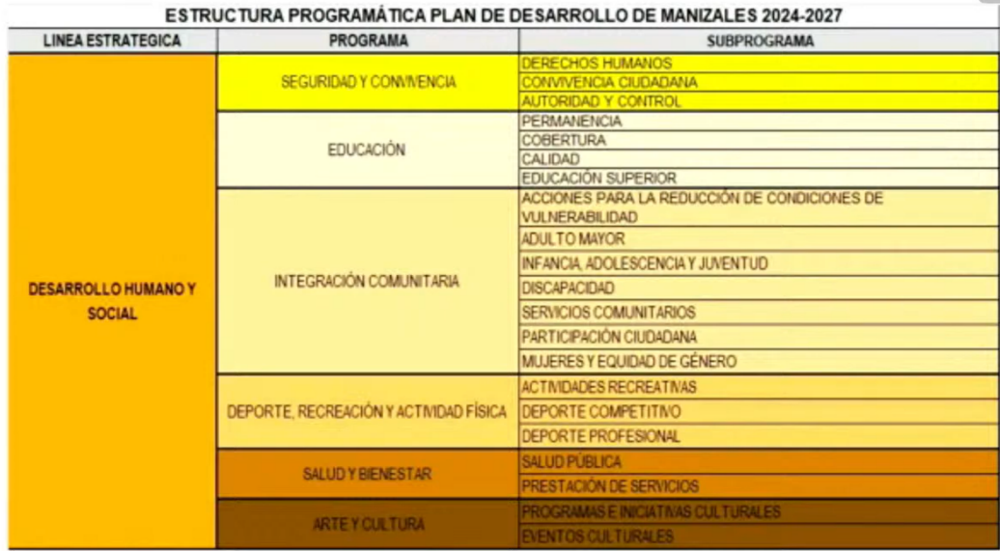 ESTRUCTURA PROGRAMÁTICA PLAN DE DESARROLLO DE MANIZALES 2024-2027
LINEA ESTRATEGICA PROGRAMA SUBPROGRAMA
DESARROLLO HUMANO Y
SOCIAL
SEGURIDAD Y CONVIVENCIA
DERECHOS HUMANOS
CONVIVENCIA CIUDADANA
AUTORIDAD Y CONTROL
EDUCACIÓN
PERMANENCIA
COBERTURA
CALIDAD
EDUCACIÓN SUPERIOR
INTEGRACIÓN COMUNITARIA
ACCIONES PARA LA REDUCCIÓN DE CONDICIONES DE
VULNERABILIDAD
ADULTO MAYOR
INFANCIA, ADOLESCENCIA Y JUVENTUD
DISCAPACIDAD
SERVICIOS COMUNITARIOS
PARTICIPACIÓN CIUDADANA
MUJERES Y EQUIDAD DE GÉNERO
DEPORTE, RECREACIÓN Y ACTIVIDAD FÍSICA
ACTIVIDADES RECREATIVAS
DEPORTE COMPETITIVO
DEPORTE PROFESIONAL
SALUD Y BIENESTAR
SALUD PÚBLICA
PRESTACIÓN DE SERVICIOS
ARTE Y CULTURA
PROGRAMAS E INICIATIVAS CULTURALES
EVENTOS CULTURALES